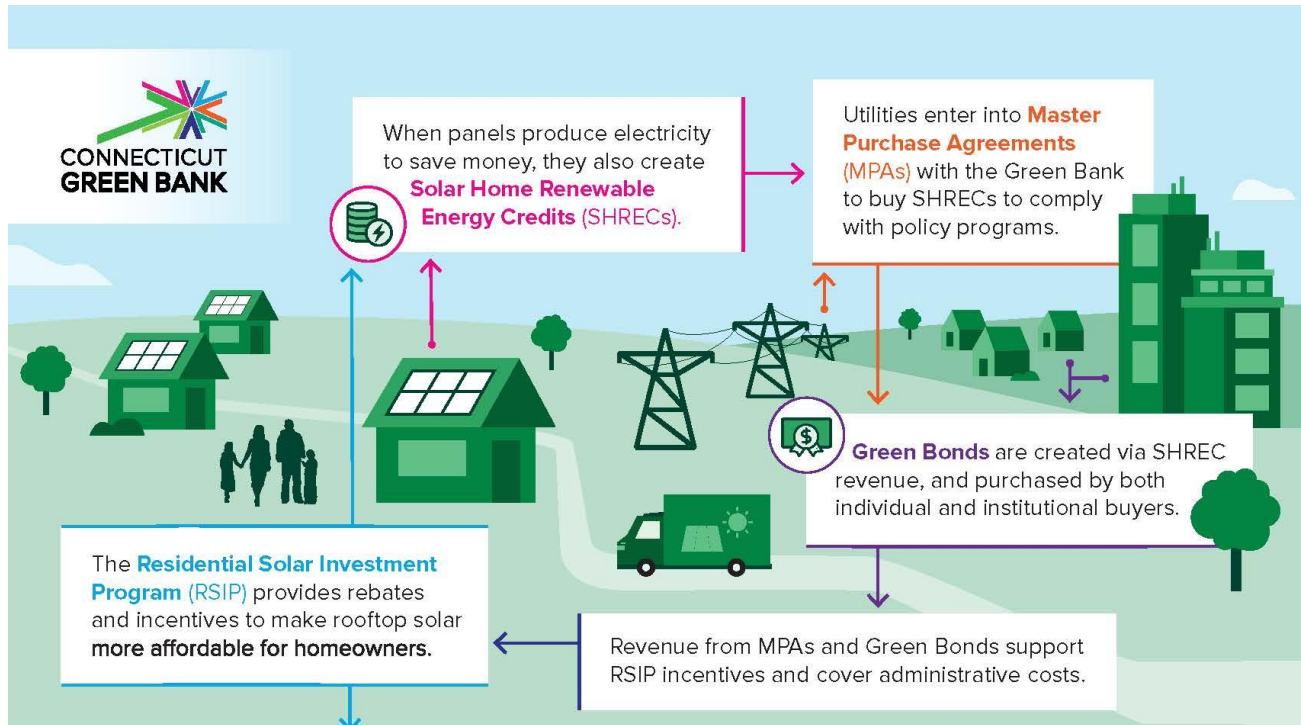 CONNECTICUT
GREEN BANK
When panels produce electricity
to save money, they also create
Solar Home Renewable
Energy Credits (SHRECs).
Utilities enter into Master
Purchase Agreements
(MPAs) with the Green Bank
to buy SHRECs to comply
with policy programs.
Green Bonds are created via SHREC
revenue, and purchased by both
individual and institutional buyers.
$
The Residential Solar Investment
Program (RSIP) provides rebates
and incentives to make rooftop solar
more affordable for homeowners.
Revenue from MPAs and Green Bonds support
RSIP incentives and cover administrative costs.